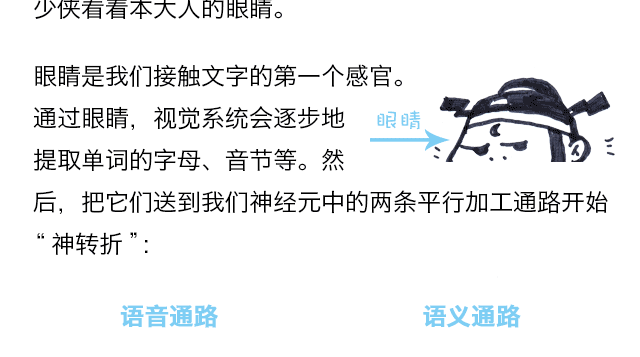 少侠看着本大人的眼睛。
眼睛是我们接触文字的第一个感官。
通过眼睛，视觉系统会逐步地
眼睛
提取单词的字母、音节等。然
后，把它们送到我们神经元中的两条平行加工通路开始
“神转折”：
语音通路
语义通路